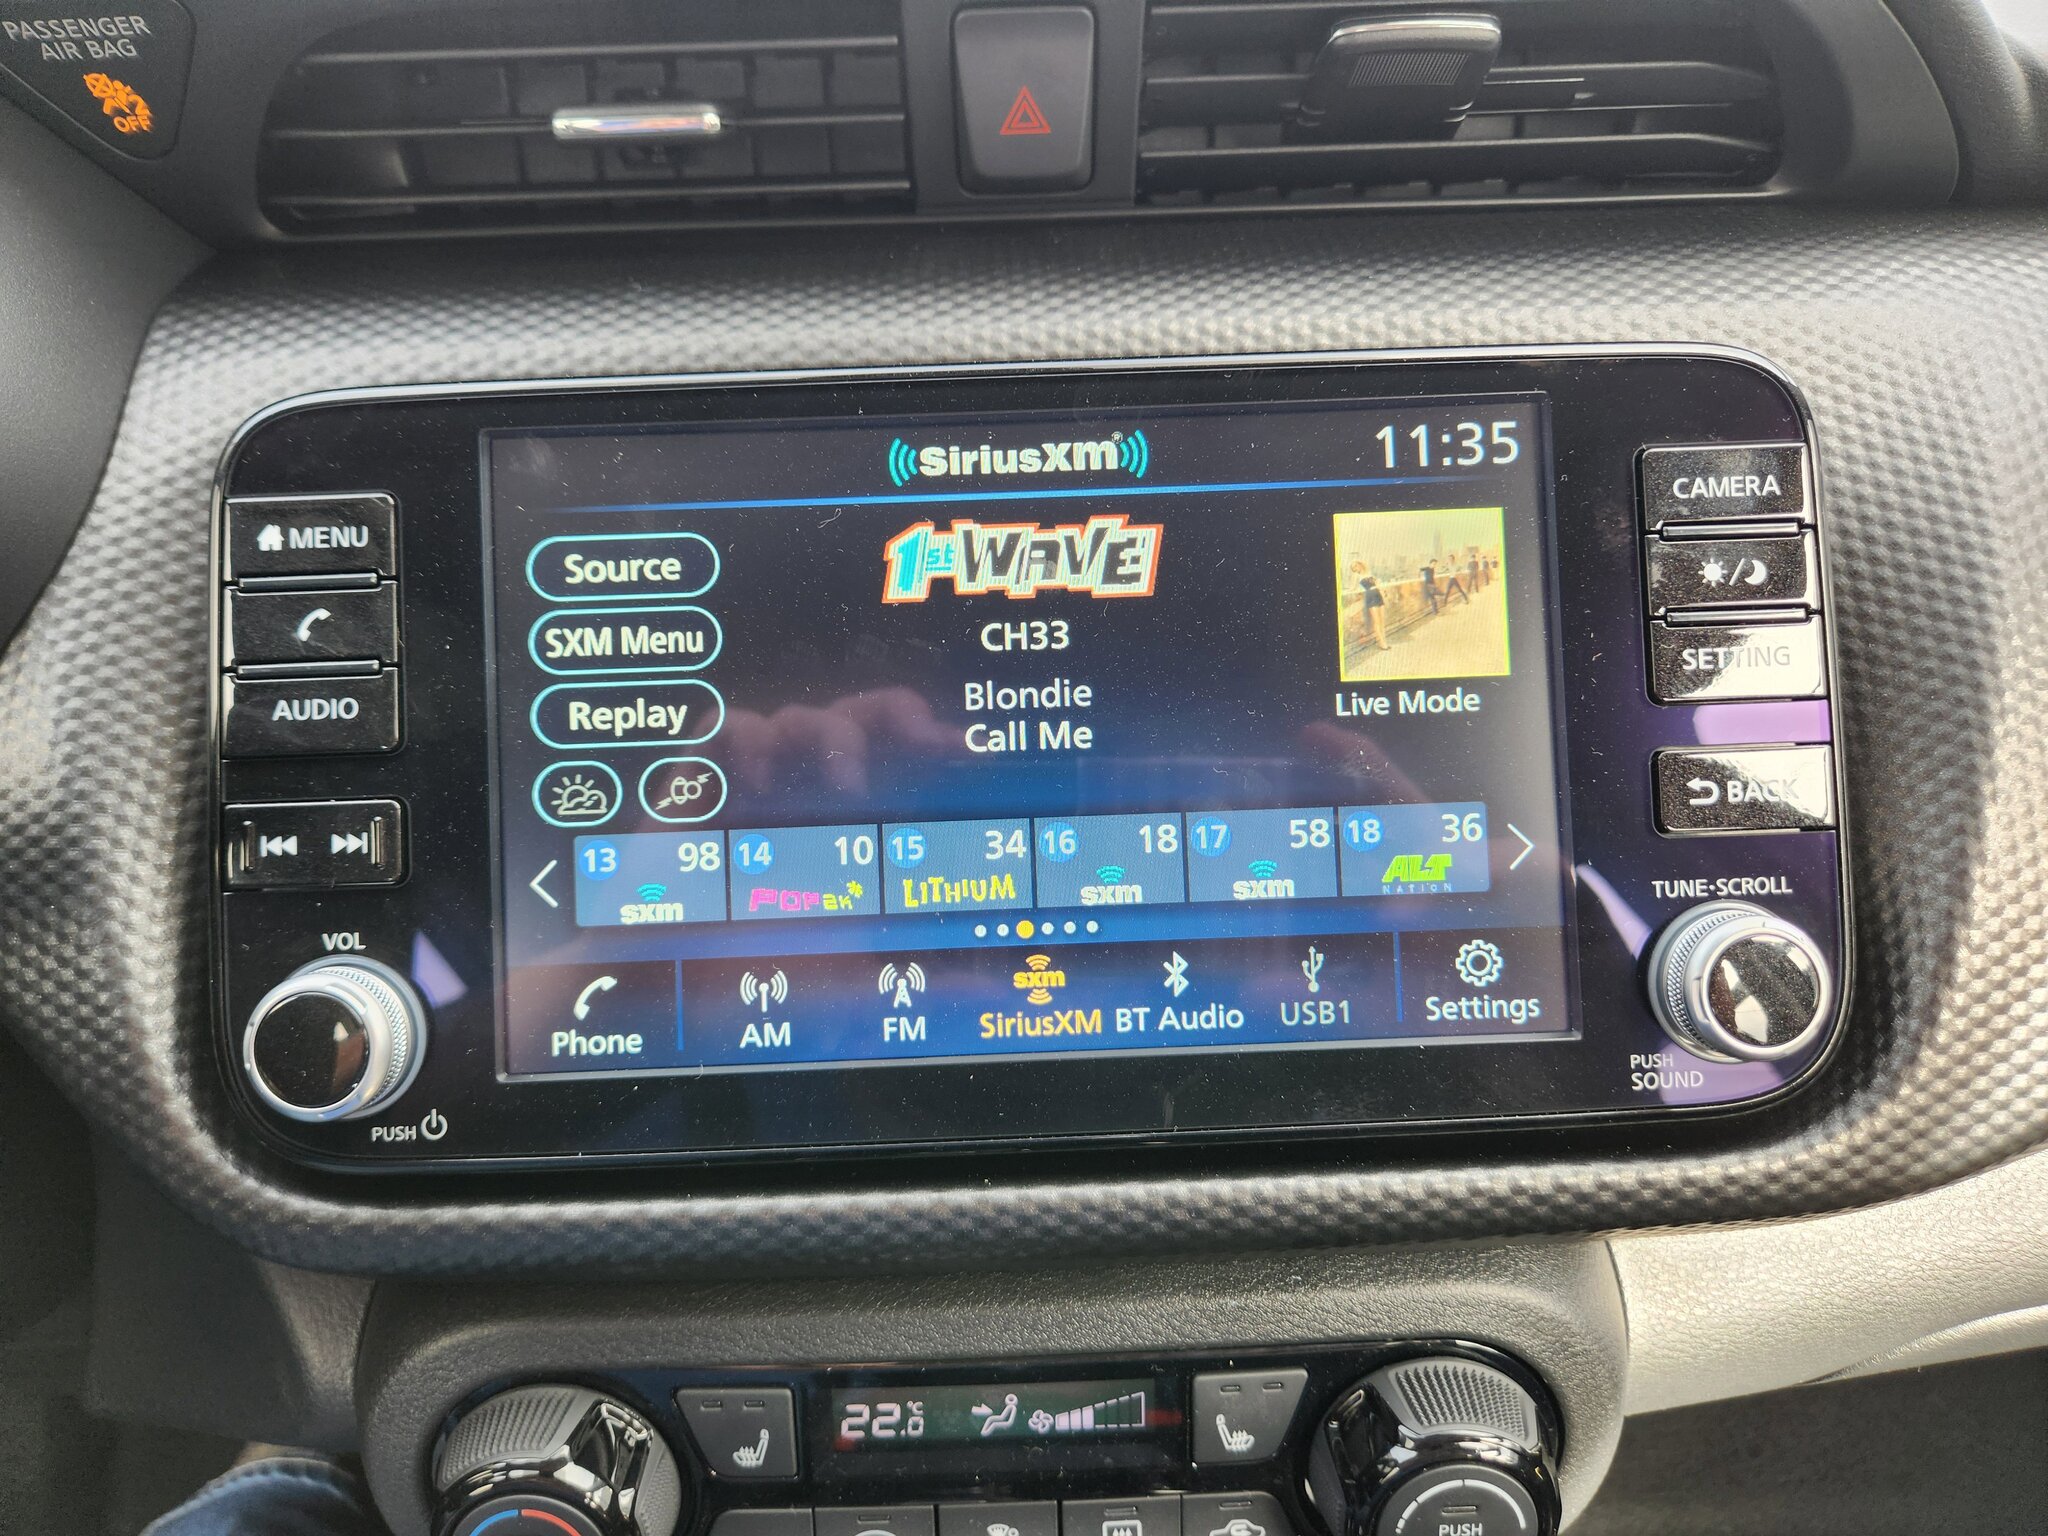 PASSENGER
AIR BAG
OFF
SiriusXM
11:35
MENU
AUDIO
VOL
PUSH
Source
SXM Menu
Replay
1st WAVE
CH33
Blondie
Call Me
Live Mode
13 98 sxm
14 10 POP2K
15 34 LITHIUM
16 18 sxm
17 58 sxm
18 36 ALT NATION
Phone
AM
FM
sxm
SiriusXM
BT Audio
USB1
Settings
CAMERA
SETTING
BACK
TUNE•SCROLL
PUSH
SOUND
22.0 °C
PUSH